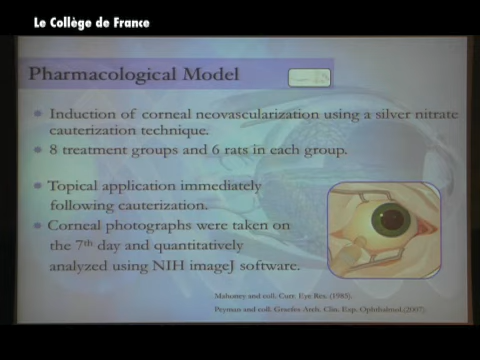 Le Collège de France
Pharmacological Model
Induction of corneal neovascularization using a silver nitrate
cauterization technique.
8 treatment groups and 6 rats in each group.
Topical application immediately
following cauterization.
Corneal photographs were taken on
the 7th day and quantitatively
analyzed using NIH imageJ software.
Mahoney and coll. Curr. Eye Res. (1985).
Peyman and coll. Graefes Arch. Clin. Exp. Ophthalmol.(2007).